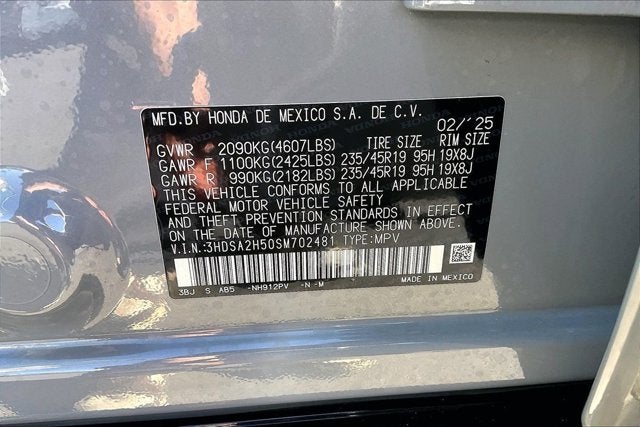 MFD.BY HONDA DE MEXICO S.A. DE C.V.
02/'25
GVWR 2090KG(4607LBS) TIRE SIZE RIM SIZE
GAWR F 1100KG(2425LBS) 235/45R19 95H 19X8J
GAWR R 990KG(2182LBS) 235/45R19 95H 19X8J
THIS VEHICLE CONFORMS TO ALL APPLICABLE
FEDERAL MOTOR VEHICLE SAFETY
AND THEFT PREVENTION STANDARDS IN EFFECT
ON THE DATE OF MANUFACTURE SHOWN ABOVE.
V.I.N:3HDSA2H50SM702481 TYPE:MPV
3BJ S AB5 -NH912PV -N -M MADE IN MEXICO